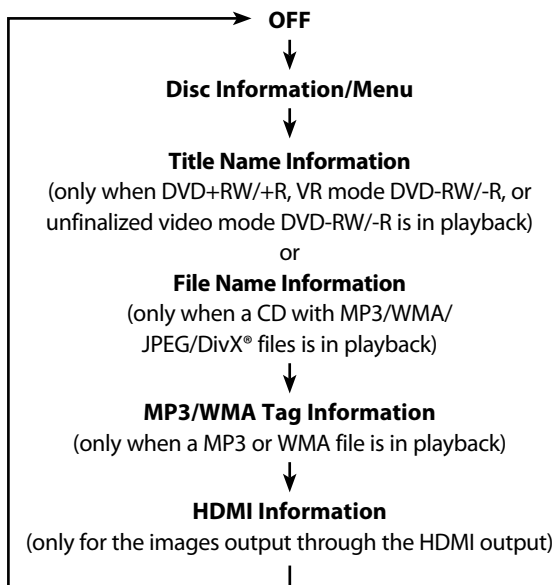 OFF
Disc Information/Menu
Title Name Information
(only when DVD+RW/+R, VR mode DVD-RW/-R, or
unfinalized video mode DVD-RW/-R is in playback)
or
File Name Information
(only when a CD with MP3/WMA/
JPEG/DivX® files is in playback)
MP3/WMA Tag Information
(only when a MP3 or WMA file is in playback)
HDMI Information
(only for the images output through the HDMI output)